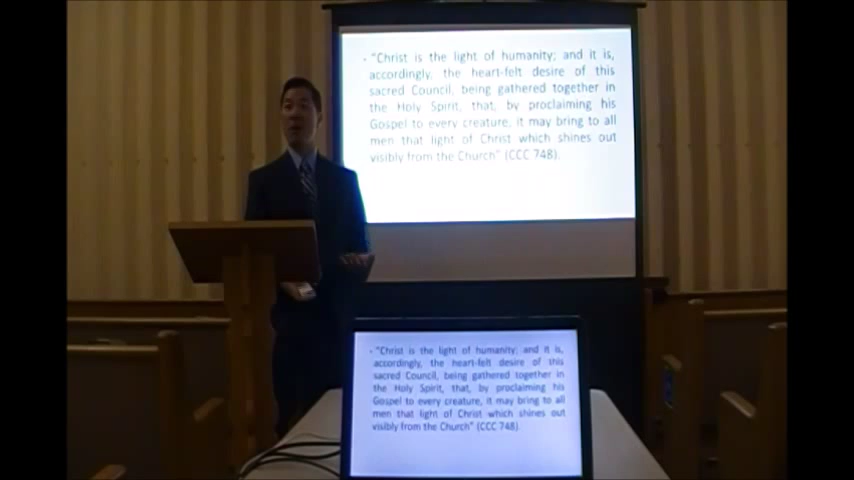 - "Christ is the light of humanity; and it is,
accordingly, the heart-felt desire of this
sacred Council, being gathered together in
the Holy Spirit, that, by proclaiming his
Gospel to every creature, it may bring to all
men that light of Christ which shines out
visibly from the Church" (CCC 748).
- "Christ is the light of humanity; and it is,
accordingly, the heart-felt desire of this
sacred Council, being gathered together in
the Holy Spirit, that, by proclaiming his
Gospel to every creature, it may bring to all
men that light of Christ which shines out
visibly from the Church" (CCC 748).